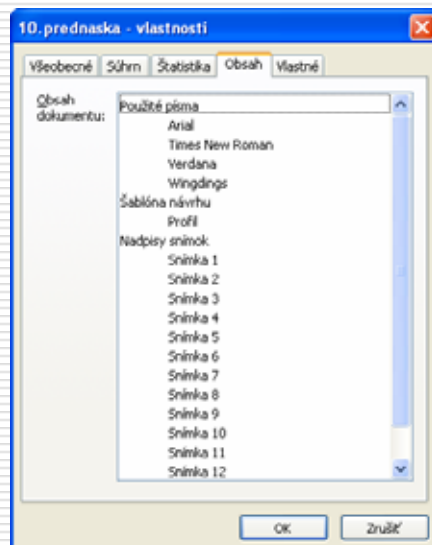 10.prednaska - vlastnosti
Všeobecné Súhrn Štatistika Obsah Vlastné
Obsah dokumentu:
Použité písma
Arial
Times New Roman
Verdana
Wingdings
Šablóna návrhu
Profil
Nadpisy snímok
Snímka 1
Snímka 2
Snímka 3
Snímka 4
Snímka 5
Snímka 6
Snímka 7
Snímka 8
Snímka 9
Snímka 10
Snímka 11
Snímka 12
OK Zrušiť